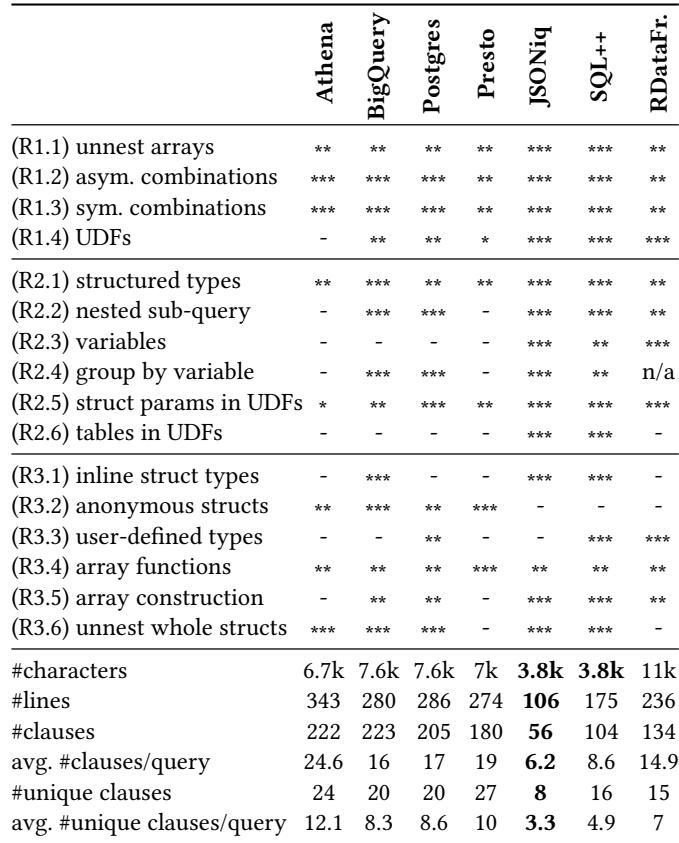 Athena BigQuery Postgres Presto JSONiq SQL++ RDataFr.
(R1.1) unnest arrays ** ** ** ** *** *** **
(R1.2) asym. combinations *** *** *** ** *** *** **
(R1.3) sym. combinations *** *** *** ** *** *** **
(R1.4) UDFs - ** ** * *** *** ***
(R2.1) structured types ** *** ** ** *** *** **
(R2.2) nested sub-query - *** *** - *** *** **
(R2.3) variables - - - - *** ** ***
(R2.4) group by variable - *** *** - *** ** n/a
(R2.5) struct params in UDFs * ** *** ** *** *** ***
(R2.6) tables in UDFs - - - - *** *** -
(R3.1) inline struct types - *** - - *** *** -
(R3.2) anonymous structs ** *** ** *** - - -
(R3.3) user-defined types - - ** - - *** ***
(R3.4) array functions ** ** ** *** ** ** **
(R3.5) array construction - ** ** - *** *** **
(R3.6) unnest whole structs *** *** *** - *** *** -
#characters 6.7k 7.6k 7.6k 7k 3.8k 3.8k 11k
#lines 343 280 286 274 106 175 236
#clauses 222 223 205 180 56 104 134
avg. #clauses/query 24.6 16 17 19 6.2 8.6 14.9
#unique clauses 24 20 20 27 8 16 15
avg. #unique clauses/query 12.1 8.3 8.6 10 3.3 4.9 7